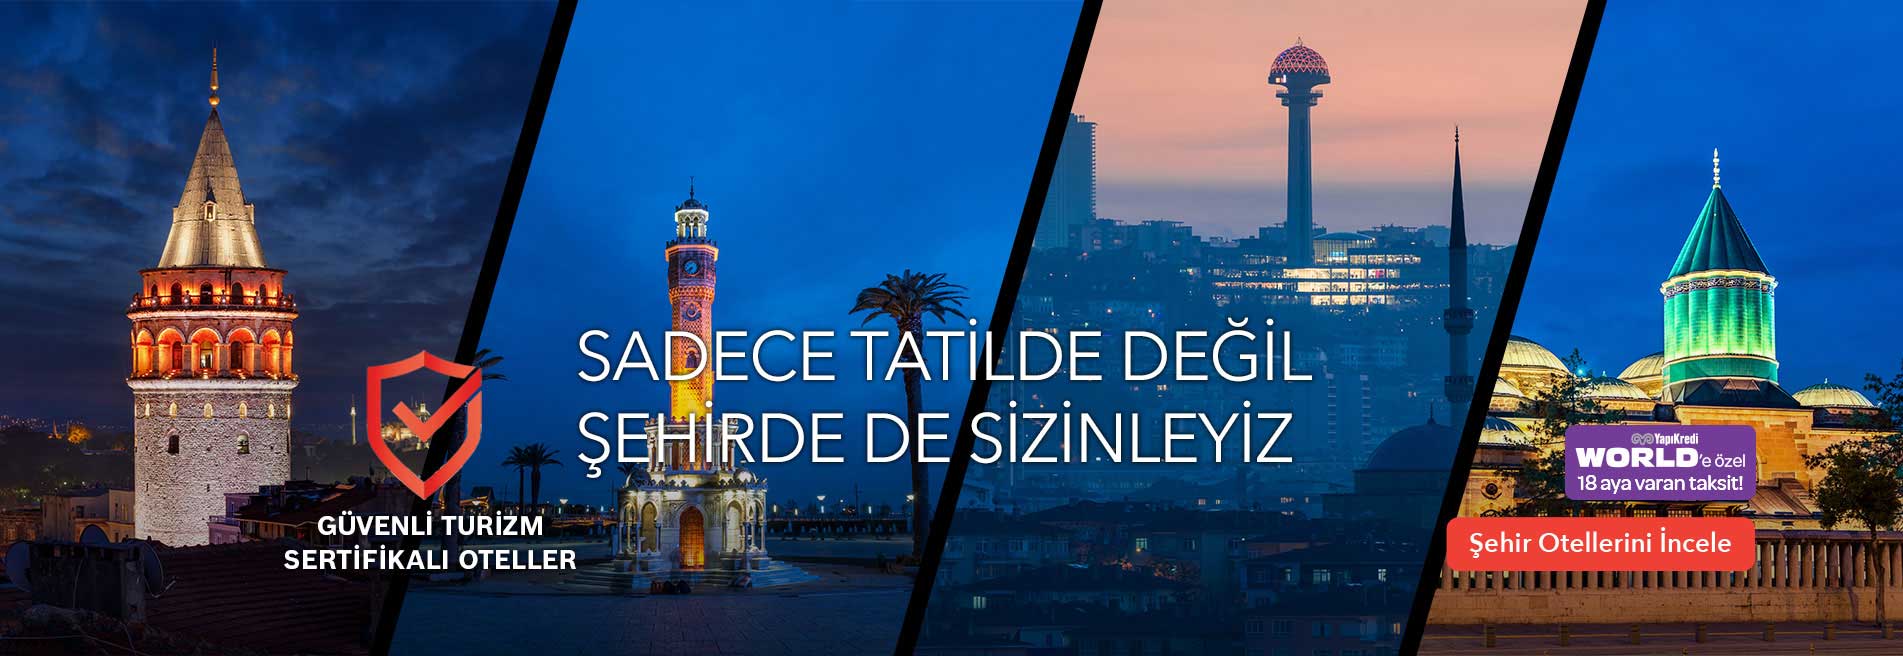 SADECE TATİLDE DEĞİL
ŞEHİRDE DE SİZİNLEYİZ
GÜVENLİ TURİZM
SERTİFİKALI OTELLER
YapıKredi
WORLD'e özel
18 aya varan taksit!
Şehir Otellerini İncele